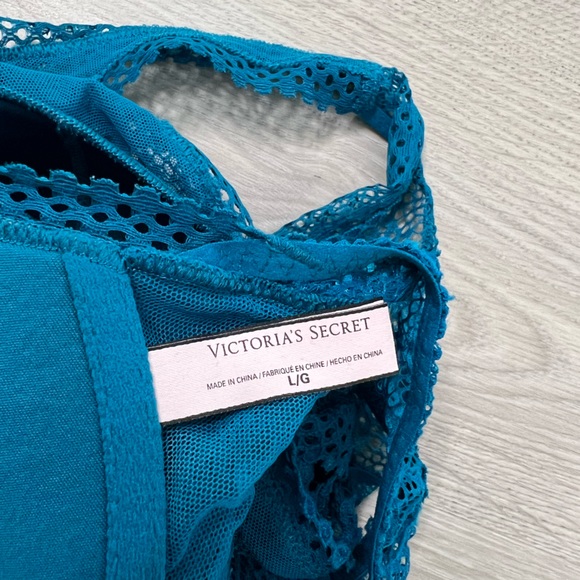 VICTORIA'S SECRET
MADE IN CHINA / FABRIQUÉ EN CHINE / HECHO EN CHINA
L/G